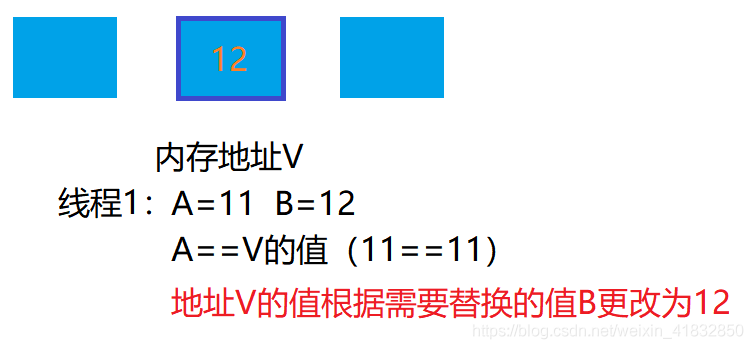 12
内存地址V
线程1：A=11 B=12
A==V的值（11==11）
地址V的值根据需要替换的值B更改为12
https://blog.csdn.net/weixin_41832850